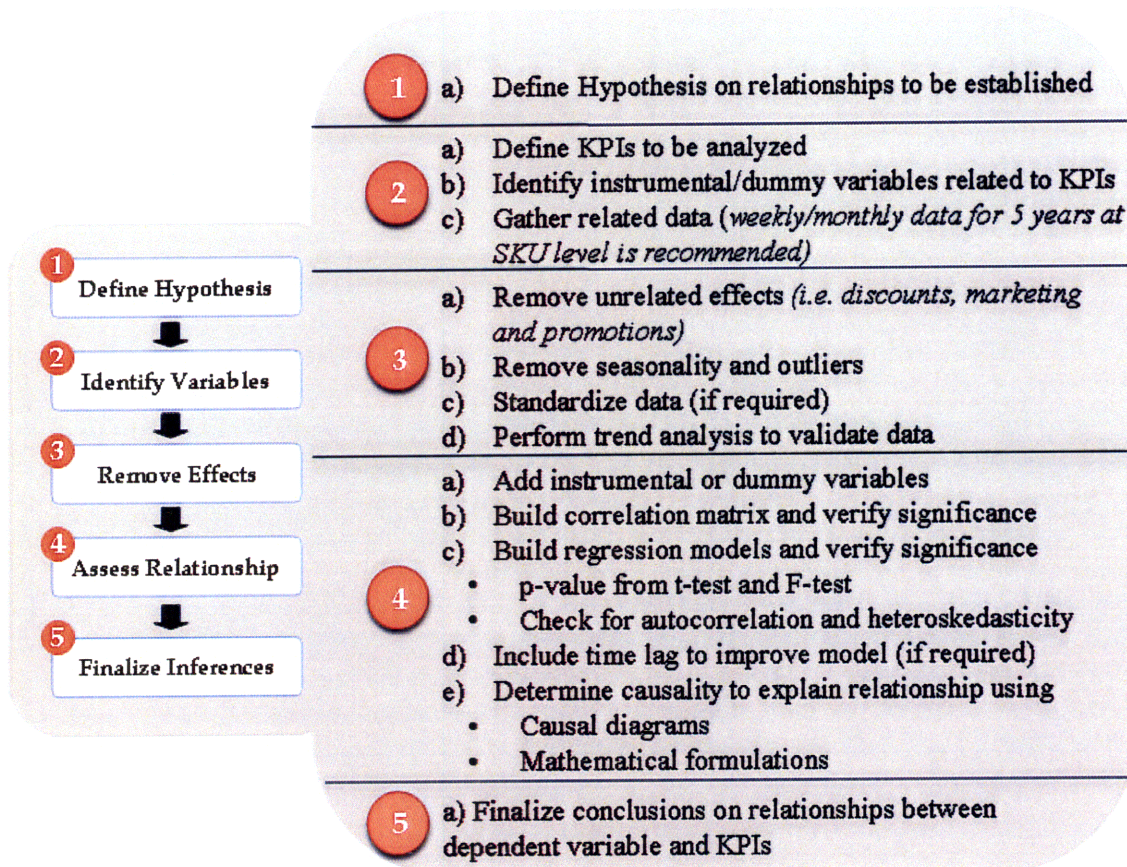 1
Define Hypothesis
2
Identify Variables
3
Remove Effects
4
Assess Relationship
5
Finalize Inferences
1
a) Define Hypothesis on relationships to be established
2
a) Define KPIs to be analyzed
b) Identify instrumental/dummy variables related to KPIs
c) Gather related data (weekly/monthly data for 5 years at
SKU level is recommended)
3
a) Remove unrelated effects (i.e. discounts, marketing
and promotions)
b) Remove seasonality and outliers
c) Standardize data (if required)
d) Perform trend analysis to validate data
4
a) Add instrumental or dummy variables
b) Build correlation matrix and verify significance
c) Build regression models and verify significance
• p-value from t-test and F-test
• Check for autocorrelation and heteroskedasticity
d) Include time lag to improve model (if required)
e) Determine causality to explain relationship using
• Causal diagrams
• Mathematical formulations
5
a) Finalize conclusions on relationships between
dependent variable and KPIs